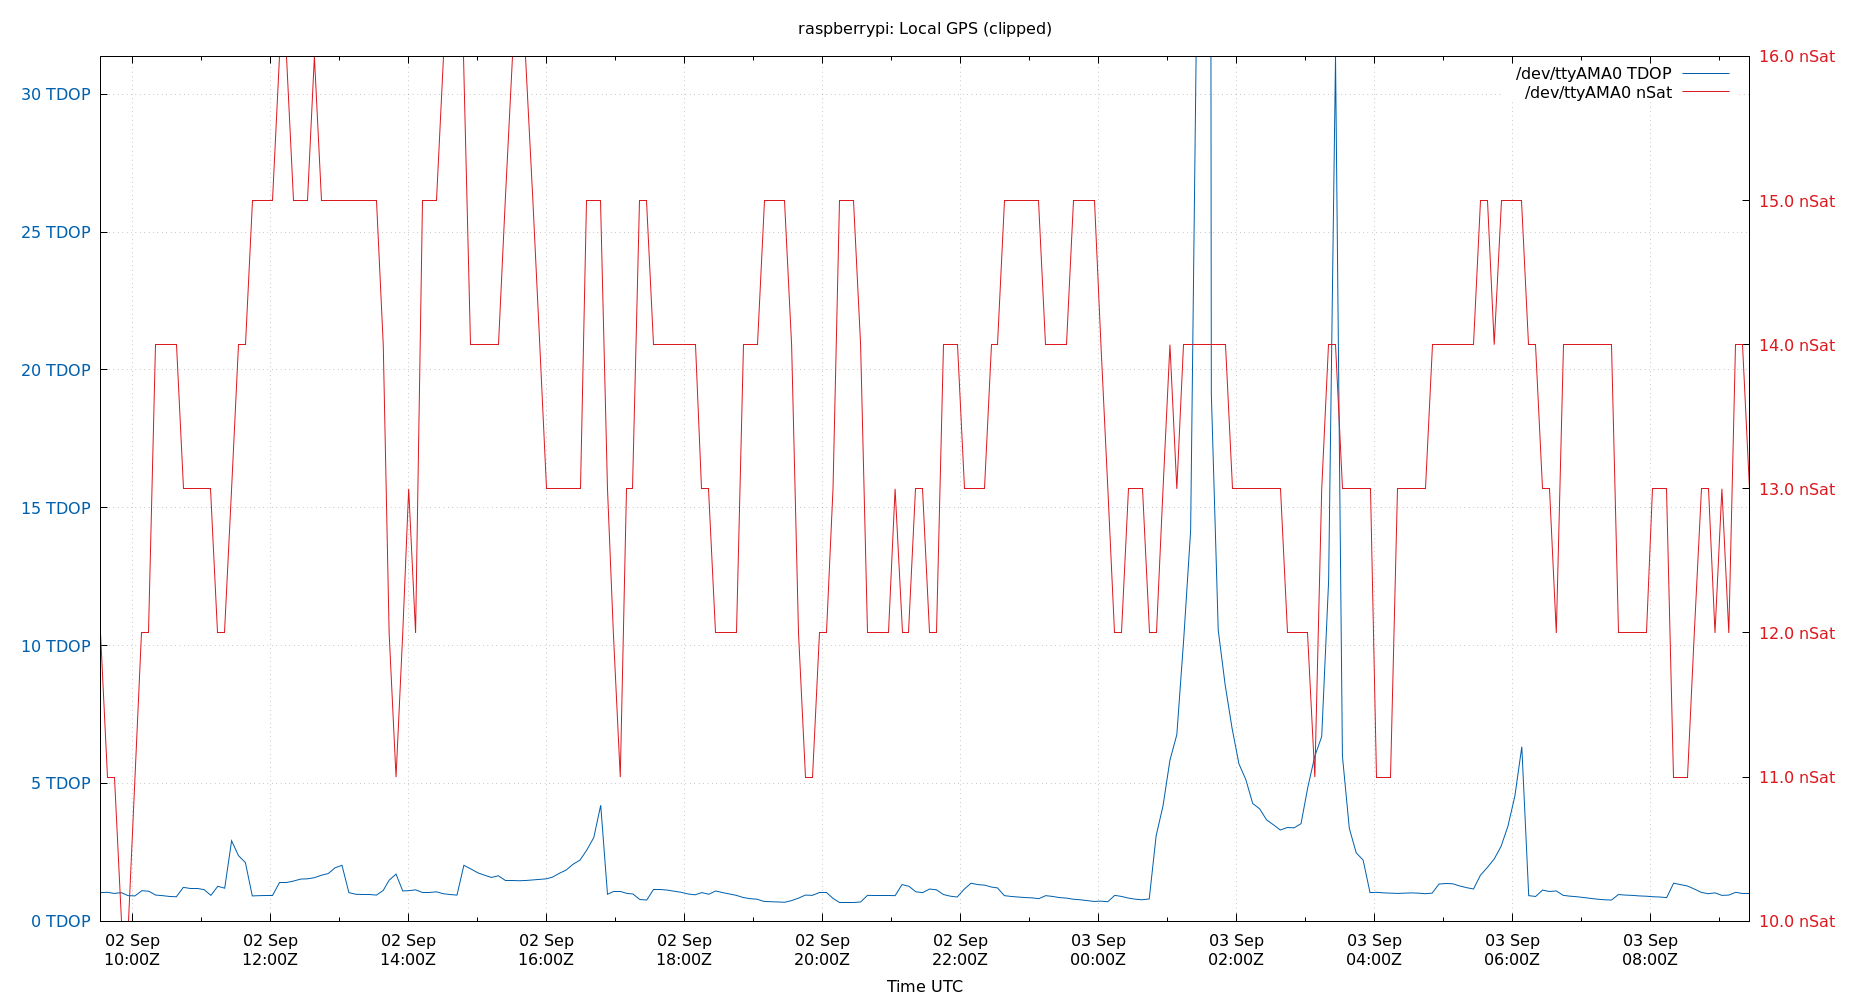 raspberrypi: Local GPS (clipped)
/dev/ttyAMA0 TDOP
/dev/ttyAMA0 nSat
30 TDOP
25 TDOP
20 TDOP
15 TDOP
10 TDOP
5 TDOP
0 TDOP
16.0 nSat
15.0 nSat
14.0 nSat
13.0 nSat
12.0 nSat
11.0 nSat
10.0 nSat
02 Sep 02 Sep 02 Sep 02 Sep 02 Sep 02 Sep 02 Sep 03 Sep 03 Sep 03 Sep 03 Sep 03 Sep
10:00Z 12:00Z 14:00Z 16:00Z 18:00Z 20:00Z 22:00Z 00:00Z 02:00Z 04:00Z 06:00Z 08:00Z
Time UTC